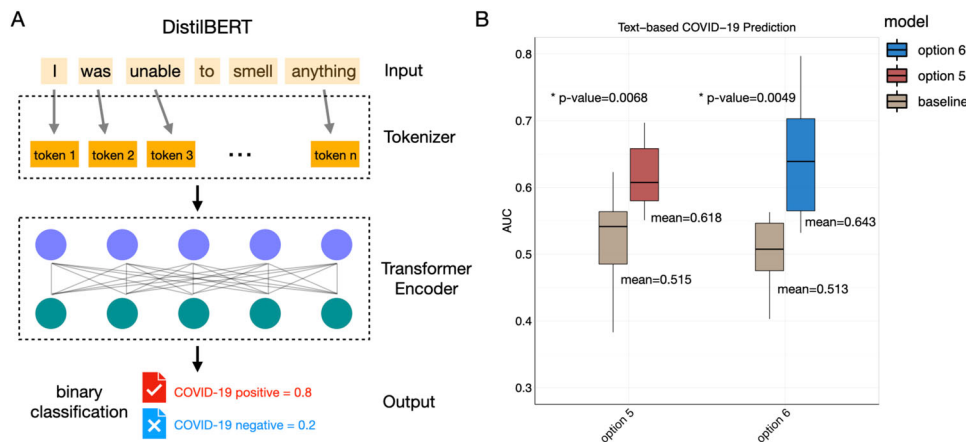 A
DistilBERT
I was unable to smell anything
Input
token 1 token 2 token 3 ... token n
Tokenizer
Transformer
Encoder
binary
classification
COVID-19 positive = 0.8
COVID-19 negative = 0.2
Output
B
Text-based COVID-19 Prediction
0.8
0.7
0.6
0.5
0.4
0.3
AUC
* p-value=0.0068
* p-value=0.0049
mean=0.618
mean=0.643
mean=0.515
mean=0.513
option 5
option 6
model
option 6
option 5
baseline